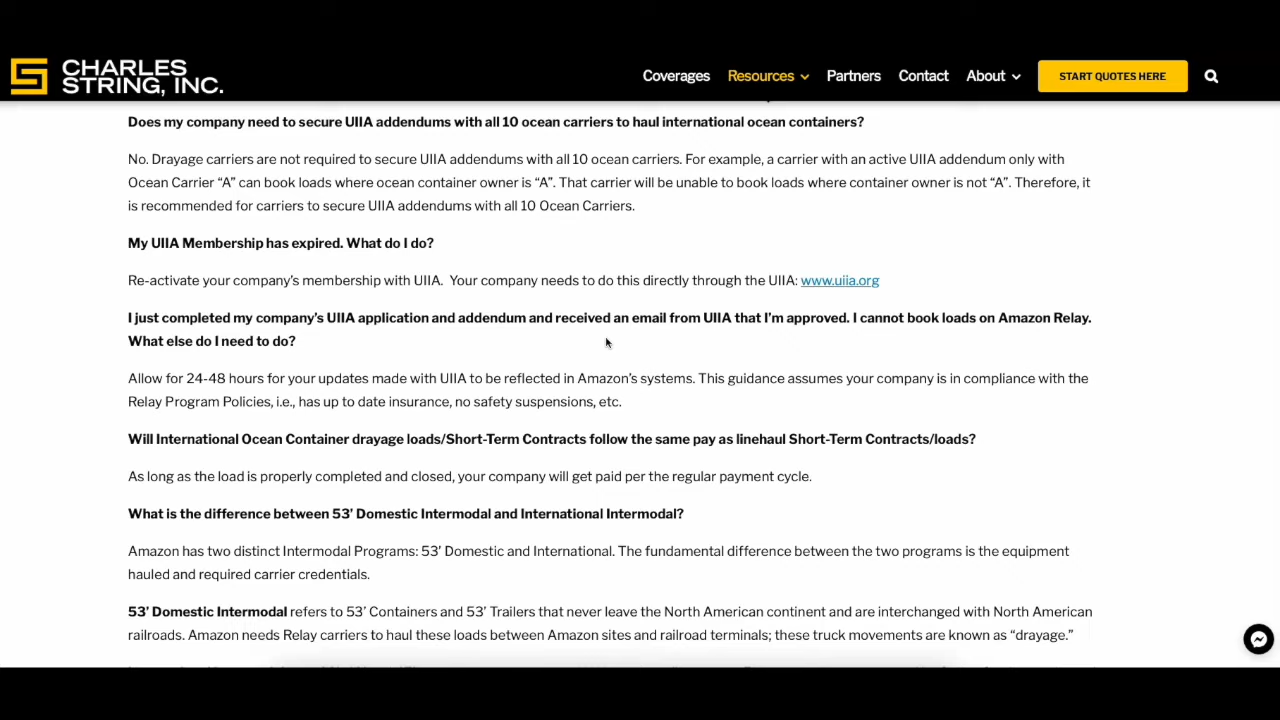 CHARLES
STRING, INC.
Coverages Resources Partners Contact About START QUOTES HERE
Does my company need to secure UIIA addendums with all 10 ocean carriers to haul international ocean containers?
No. Drayage carriers are not required to secure UIIA addendums with all 10 ocean carriers. For example, a carrier with an active UIIA addendum only with
Ocean Carrier “A” can book loads where ocean container owner is “A”. That carrier will be unable to book loads where container owner is not “A”. Therefore, it
is recommended for carriers to secure UIIA addendums with all 10 Ocean Carriers.
My UIIA Membership has expired. What do I do?
Re-activate your company’s membership with UIIA. Your company needs to do this directly through the UIIA: www.uiia.org
I just completed my company’s UIIA application and addendum and received an email from UIIA that I’m approved. I cannot book loads on Amazon Relay.
What else do I need to do?
Allow for 24-48 hours for your updates made with UIIA to be reflected in Amazon’s systems. This guidance assumes your company is in compliance with the
Relay Program Policies, i.e., has up to date insurance, no safety suspensions, etc.
Will International Ocean Container drayage loads/Short-Term Contracts follow the same pay as linehaul Short-Term Contracts/loads?
As long as the load is properly completed and closed, your company will get paid per the regular payment cycle.
What is the difference between 53’ Domestic Intermodal and International Intermodal?
Amazon has two distinct Intermodal Programs: 53’ Domestic and International. The fundamental difference between the two programs is the equipment
hauled and required carrier credentials.
53’ Domestic Intermodal refers to 53’ Containers and 53’ Trailers that never leave the North American continent and are interchanged with North American
railroads. Amazon needs Relay carriers to haul these loads between Amazon sites and railroad terminals; these truck movements are known as “drayage.”